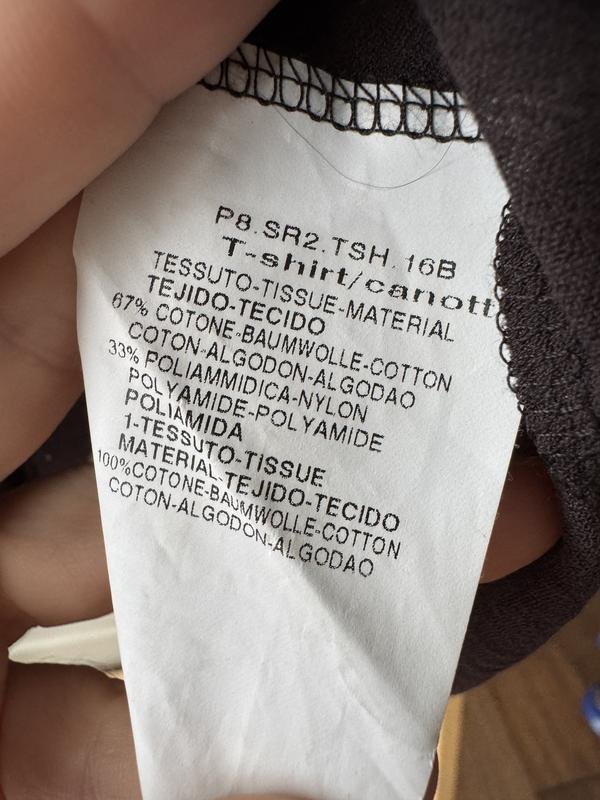 P8.SR2.TSH.16B
T-shirt/canott
TESSUTO-TISSUE-MATERIAL
TEJIDO-TECIDO
67% COTONE-BAUMWOLLE-COTTON
COTON-ALGODON-ALGODAO
33% POLIAMMIDICA-NYLON
POLYAMIDE-POLYAMIDE
POLIAMIDA
1-TESSUTO-TISSUE
MATERIAL-TEJIDO-TECIDO
100%COTONE-BAUMWOLLE-COTTON
COTON-ALGODON-ALGODAO